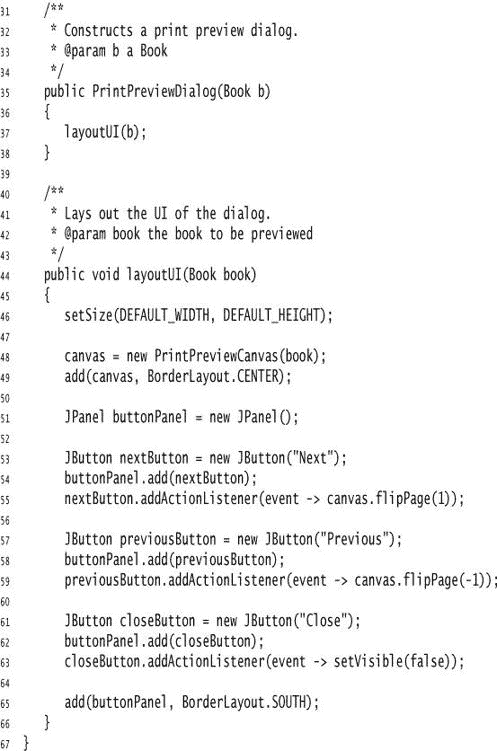 31 /**
32 * Constructs a print preview dialog.
33 * @param b a Book
34 */
35 public PrintPreviewDialog(Book b)
36 {
37 layoutUI(b);
38 }
39
40 /**
41 * Lays out the UI of the dialog.
42 * @param book the book to be previewed
43 */
44 public void layoutUI(Book book)
45 {
46 setSize(DEFAULT_WIDTH, DEFAULT_HEIGHT);
47
48 canvas = new PrintPreviewCanvas(book);
49 add(canvas, BorderLayout.CENTER);
50
51 JPanel buttonPanel = new JPanel();
52
53 JButton nextButton = new JButton("Next");
54 buttonPanel.add(nextButton);
55 nextButton.addActionListener(event -> canvas.flipPage(1));
56
57 JButton previousButton = new JButton("Previous");
58 buttonPanel.add(previousButton);
59 previousButton.addActionListener(event -> canvas.flipPage(-1));
60
61 JButton closeButton = new JButton("Close");
62 buttonPanel.add(closeButton);
63 closeButton.addActionListener(event -> setVisible(false));
64
65 add(buttonPanel, BorderLayout.SOUTH);
66 }
67 }